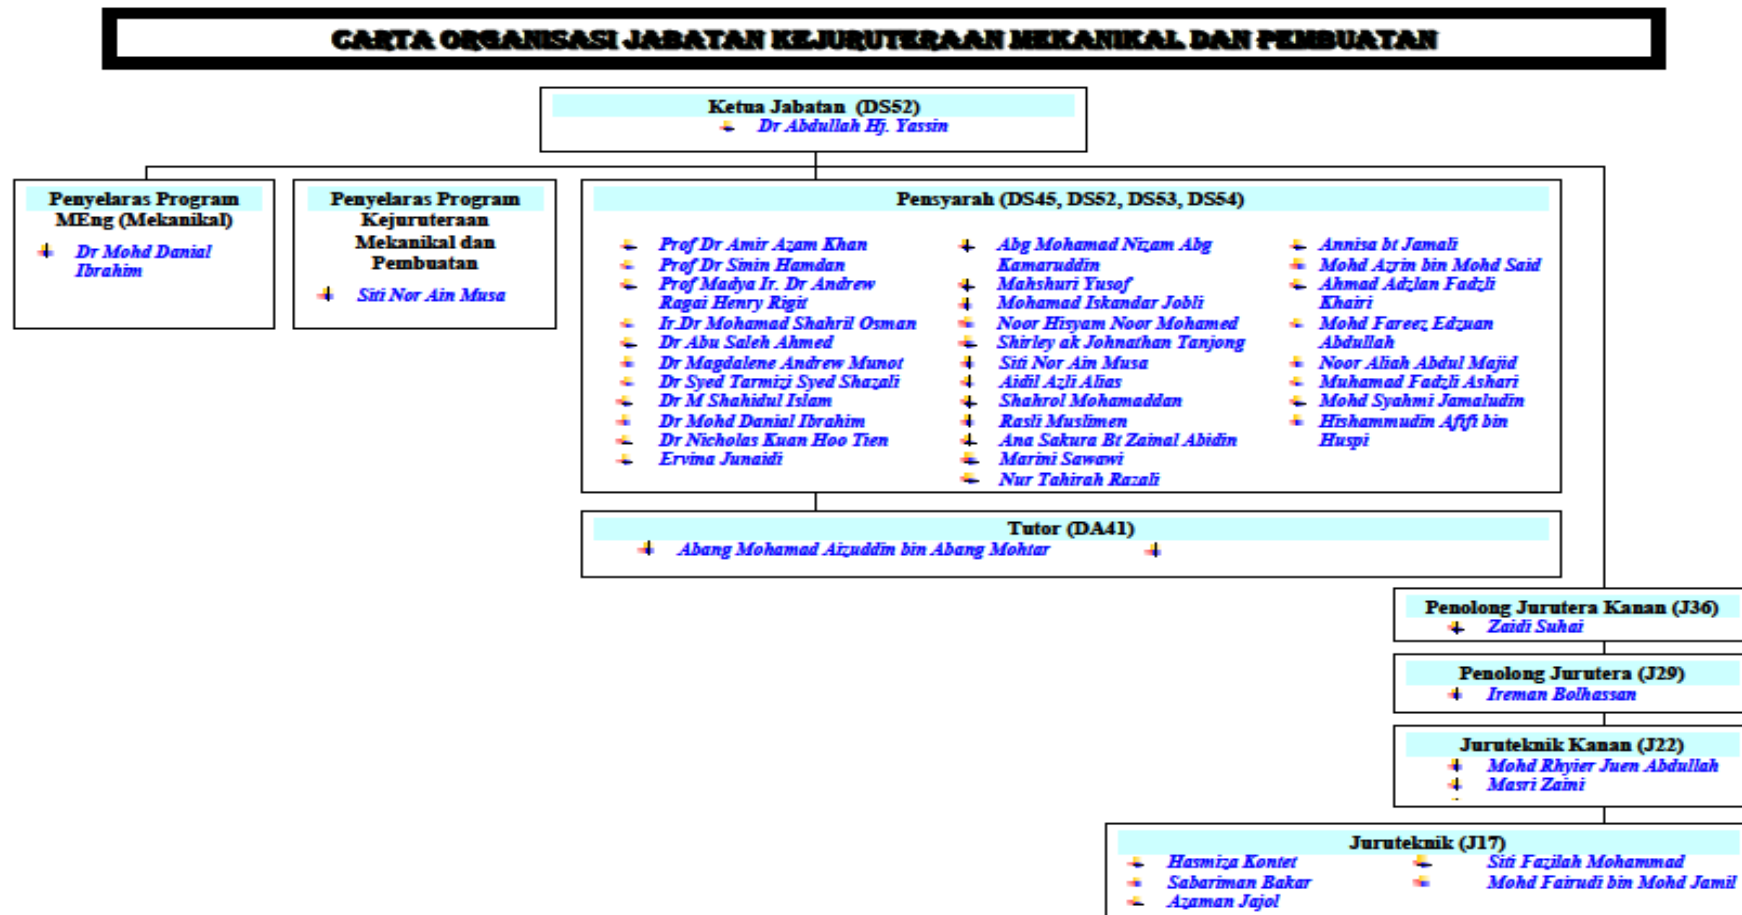 CARTA ORGANISASI JABATAN KEJURUTERAAN MEKANIKAL DAN PEMBUATAN
Ketua Jabatan (DS52)
Dr Abdullah Hj. Yassin
Penyelaras Program
MEng (Mekanikal)
Dr Mohd Danial
Ibrahim
Penyelaras Program
Kejuruteraan
Mekanikal dan
Pembuatan
Siti Nor Ain Musa
Pensyarah (DS45, DS52, DS53, DS54)
Prof Dr Amir Azam Khan
Prof Dr Sinin Hamdan
Prof Madya Ir. Dr Andrew
Ragai Henry Rigit
Ir.Dr Mohamad Shahril Osman
Dr Abu Saleh Ahmed
Dr Magdalene Andrew Munot
Dr Syed Tarmizi Syed Shazali
Dr M Shahidul Islam
Dr Mohd Danial Ibrahim
Dr Nicholas Kuan Hoo Tien
Ervina Junaidi
Abg Mohamad Nizam Abg
Kamaruddin
Mahshuri Yusof
Mohamad Iskandar Jobli
Noor Hisyam Noor Mohamed
Shirley ak Johnathan Tanjong
Siti Nor Ain Musa
Aidil Azli Alias
Shahrol Mohamaddan
Rasli Muslimen
Ana Sakura Bt Zainal Abidin
Marini Sawawi
Nur Tahirah Razali
Annisa bt Jamali
Mohd Azrin bin Mohd Said
Ahmad Adzlan Fadzli
Khairi
Mohd Fareez Edzuan
Abdullah
Noor Aliah Abdul Majid
Muhamad Fadzli Ashari
Mohd Syahmi Jamaludin
Hishammudin Afifi bin
Huspi
Tutor (DA41)
Abang Mohamad Aizuddin bin Abang Mohtar
Penolong Jurutera Kanan (J36)
Zaidi Suhai
Penolong Jurutera (J29)
Ireman Bolhassan
Juruteknik Kanan (J22)
Mohd Rhyier Juen Abdullah
Masri Zaini
Juruteknik (J17)
Hasmiza Kontet
Sabariman Bakar
Azaman Jajol
Siti Fazilah Mohammad
Mohd Fairudi bin Mohd Jamil